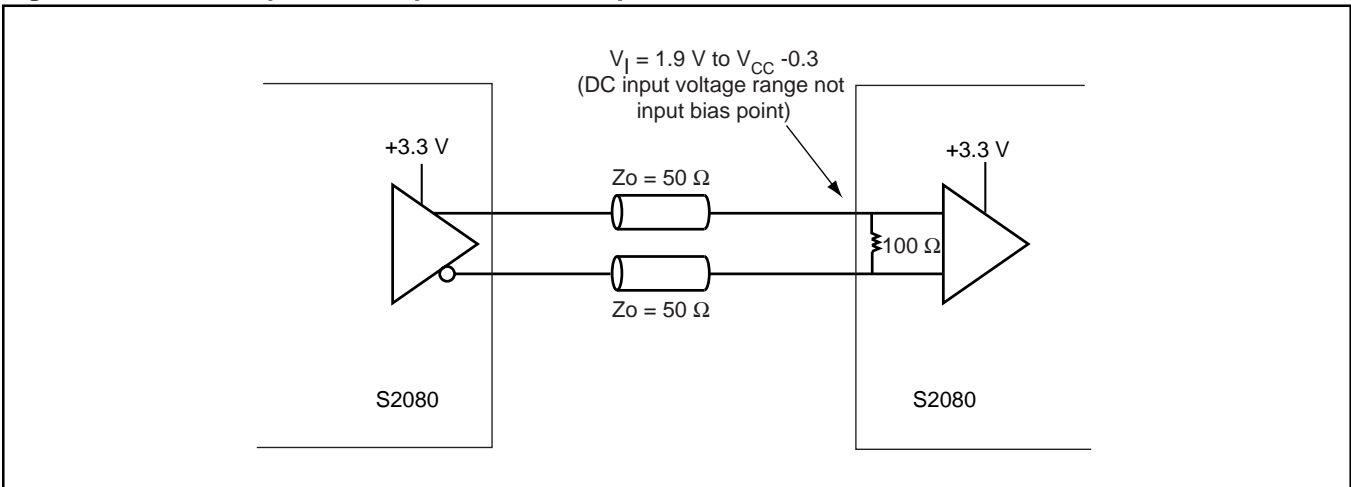 V_I = 1.9 V to V_CC -0.3
(DC input voltage range not
input bias point)
+3.3 V
+3.3 V
Zo = 50 Ω
100 Ω
Zo = 50 Ω
S2080
S2080